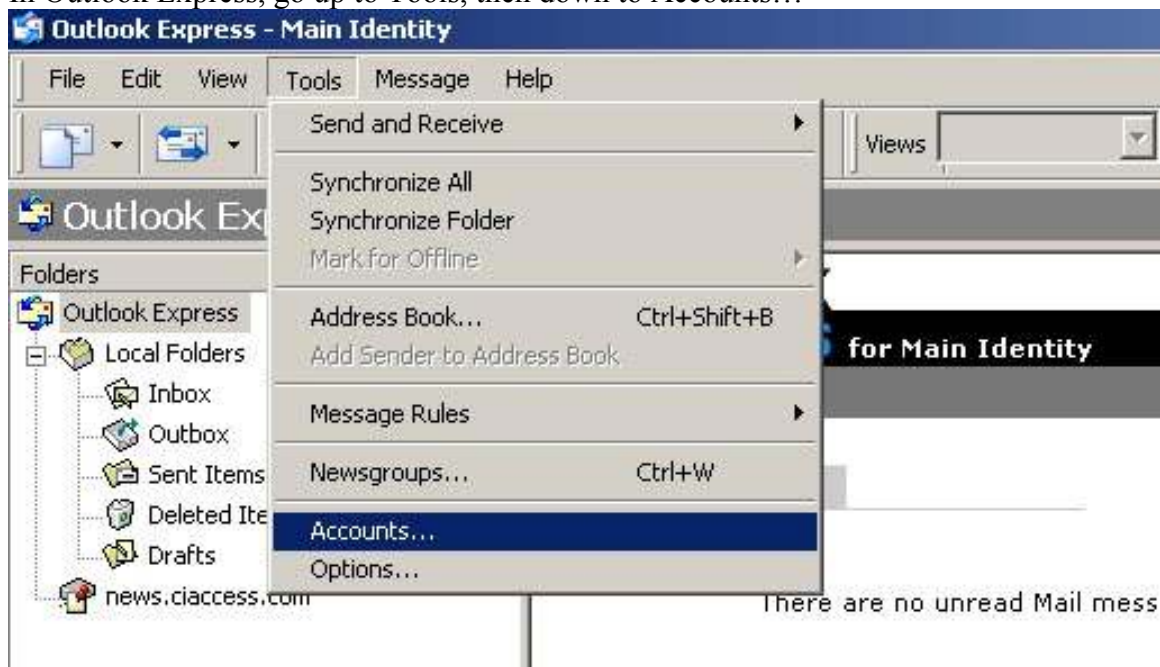 In Outlook Express, go up to Tools, then down to Accounts…
Outlook Express - Main Identity
File Edit View Tools Message Help
Send and Receive
Views
Synchronize All
Outlook Ex
Synchronize Folder
Mark for Offline
Folders
Outlook Express
Address Book... Ctrl+Shift+B
for Main Identity
Local Folders
Add Sender to Address Book
Inbox
Message Rules
Outbox
Sent Items
Newsgroups... Ctrl+W
Deleted Ite
Accounts...
Drafts
Options...
news.ciaccess.com
There are no unread Mail mess